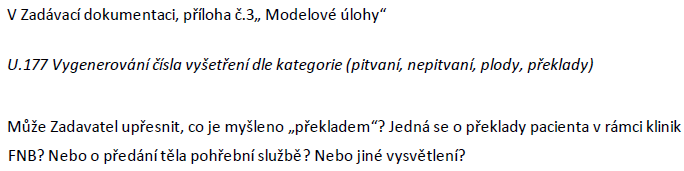 V Zadávací dokumentaci, příloha č.3„ Modelové úlohy“
U.177 Vygenerování čísla vyšetření dle kategorie (pitvaní, nepitvaní, plody, překlady)
Může Zadavatel upřesnit, co je myšleno „překladem“? Jedná se o překlady pacienta v rámci klinik
FNB? Nebo o předání těla pohřební službě? Nebo jiné vysvětlení?